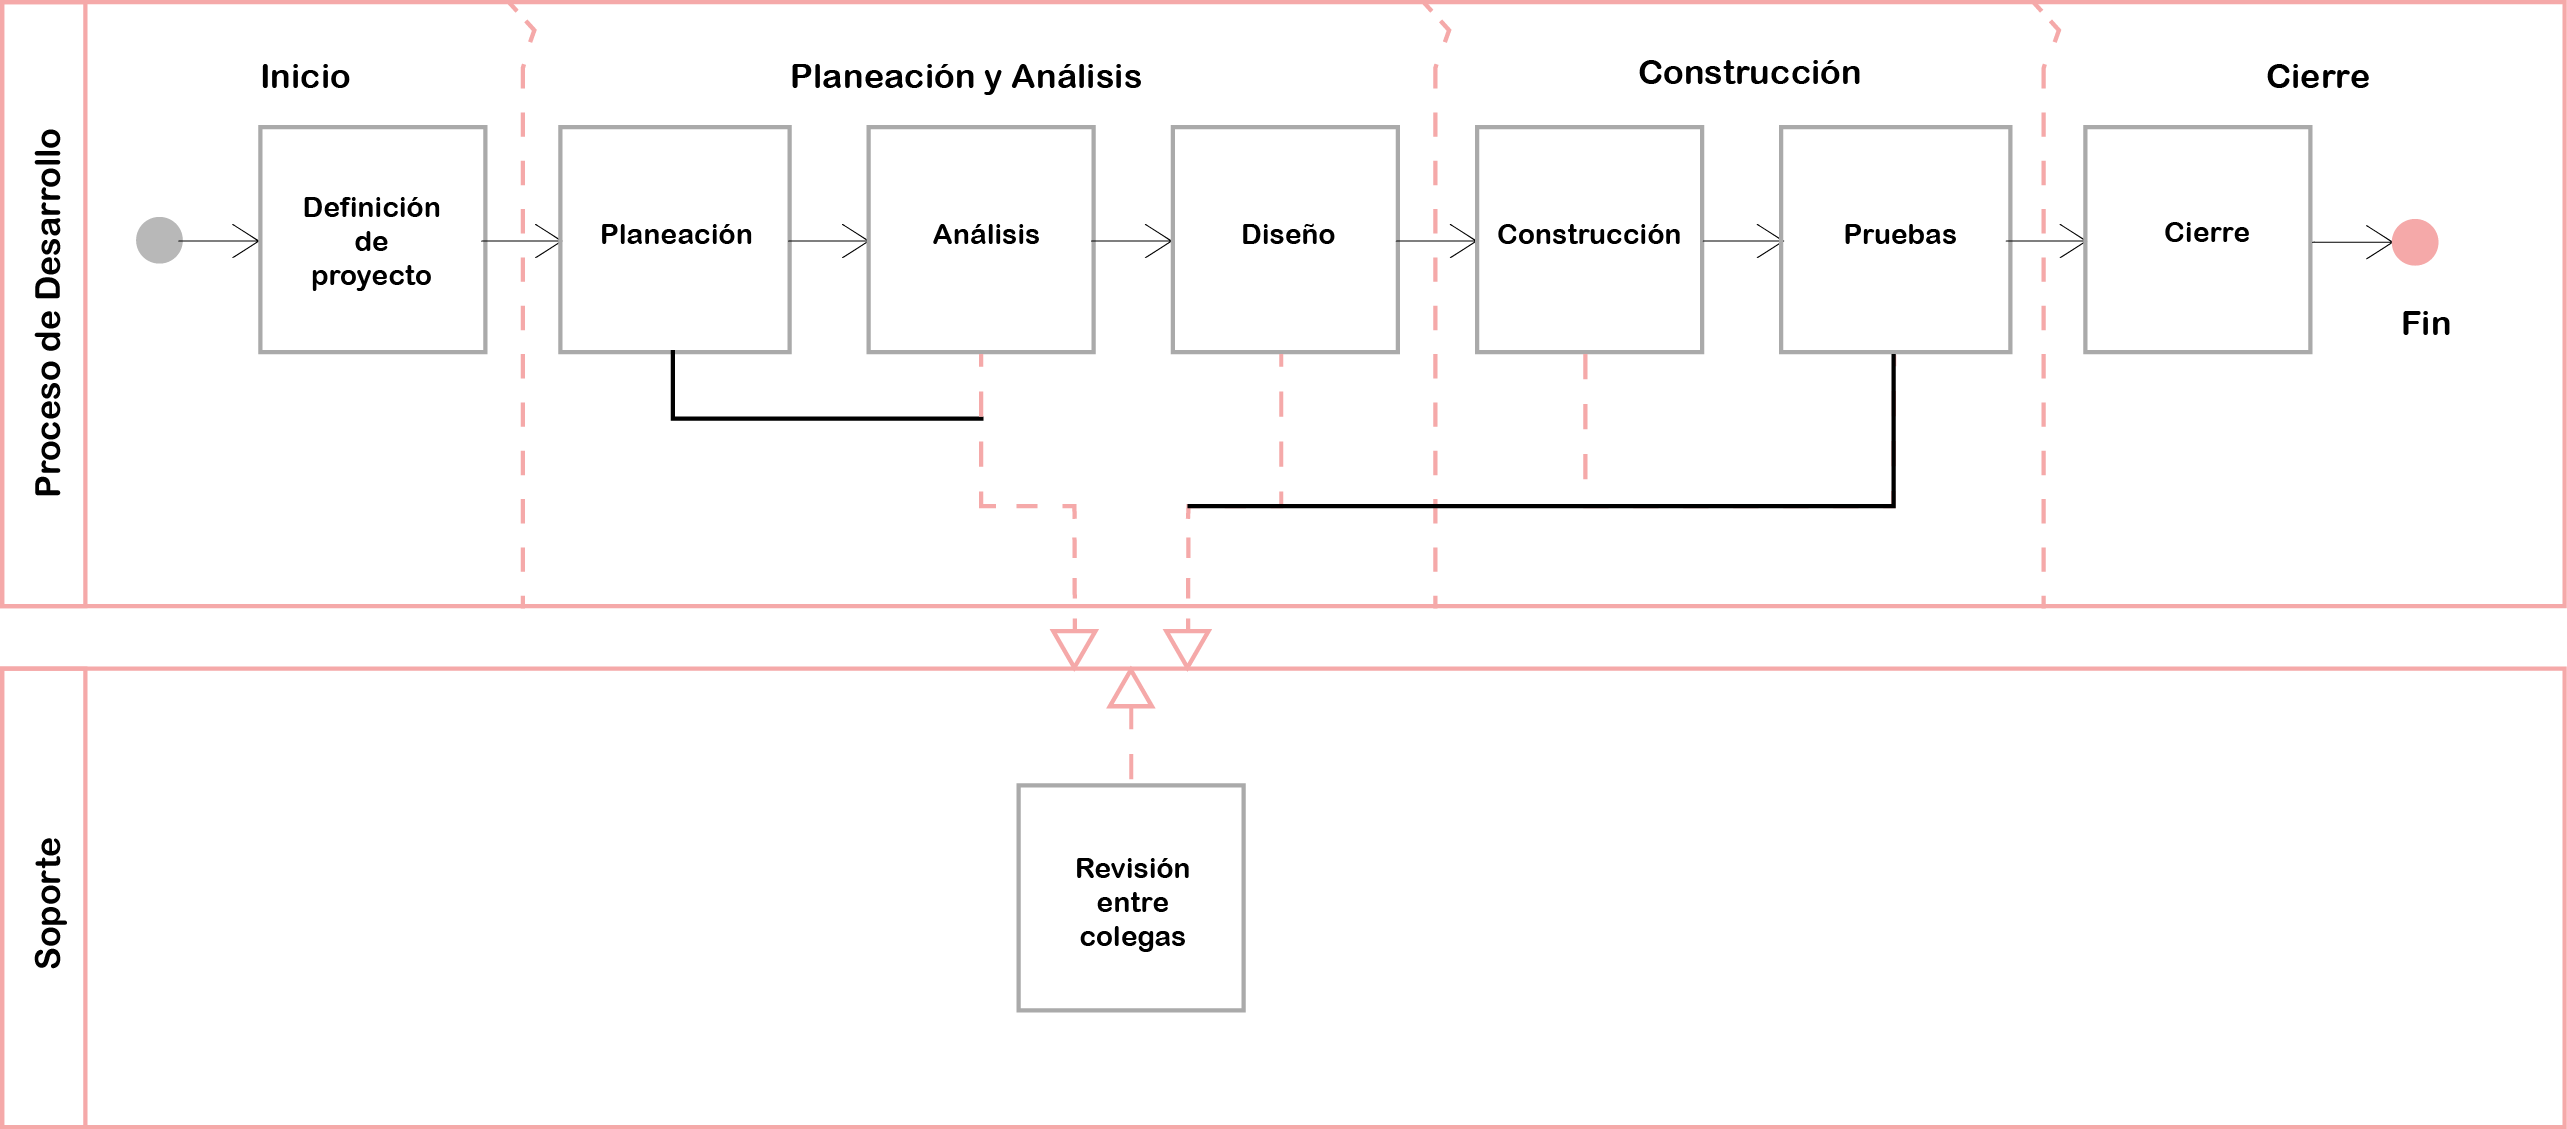 Proceso de Desarrollo
Inicio
Planeación y Análisis
Construcción
Cierre
Definición
de
proyecto
Planeación
Análisis
Diseño
Construcción
Pruebas
Cierre
Fin
Soporte
Revisión
entre
colegas